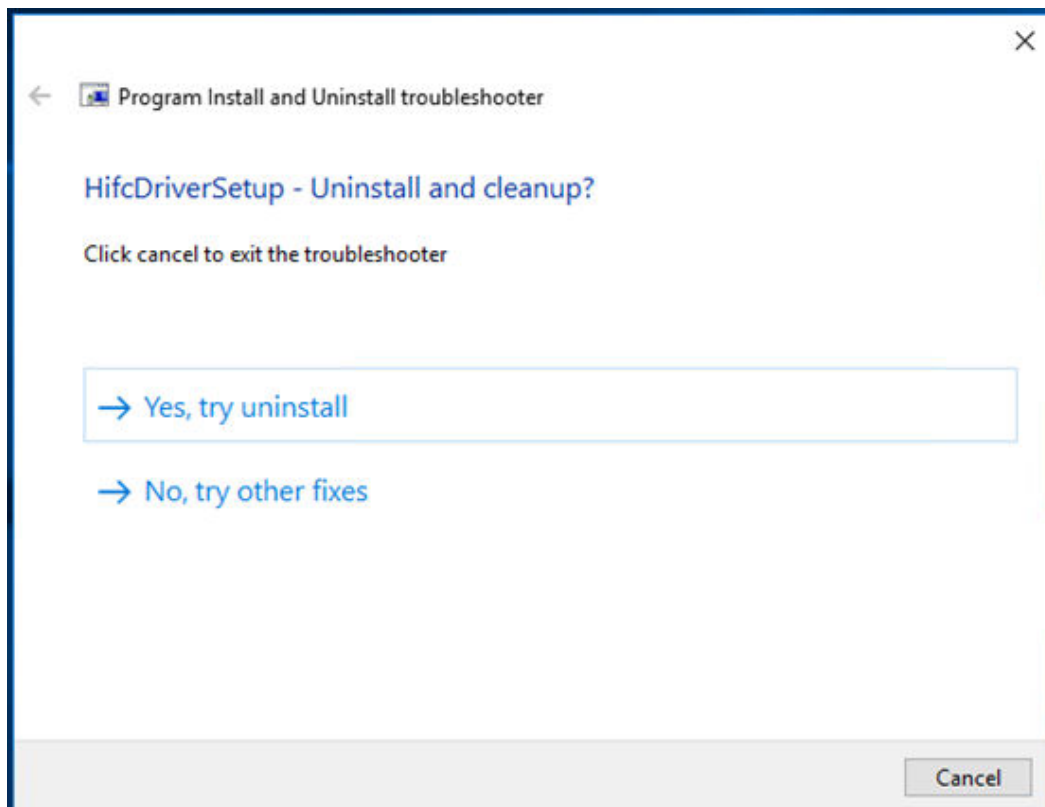 Program Install and Uninstall troubleshooter
HifcDriverSetup - Uninstall and cleanup?
Click cancel to exit the troubleshooter
Yes, try uninstall
No, try other fixes
Cancel